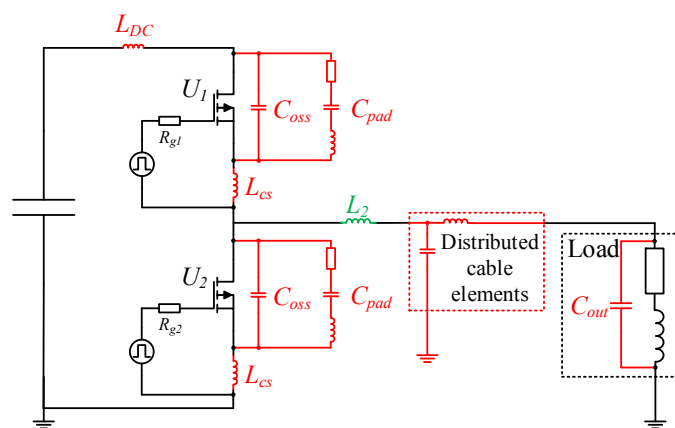 L_DC
U_1
C_oss
C_pad
R_g1
L_cs
L_2
Distributed
cable
elements
Load
U_2
C_oss
C_pad
C_out
R_g2
L_cs